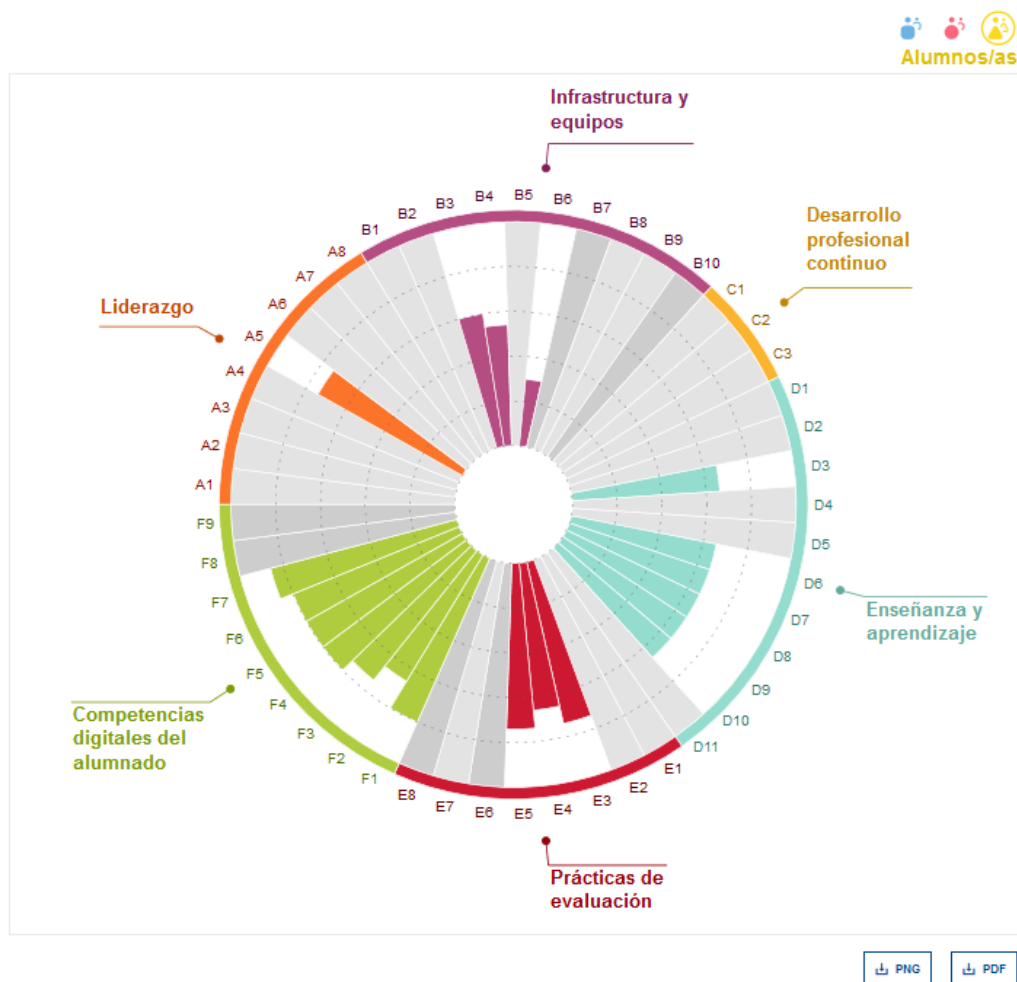 Alumnos/as
Infrastructura y
equipos
Desarrollo
profesional
continuo
Liderazgo
Enseñanza y
aprendizaje
Competencias
digitales del
alumnado
Prácticas de
evaluación
A1
A2
A3
A4
A5
A6
A7
A8
B1
B2
B3
B4
B5
B6
B7
B8
B9
B10
C1
C2
C3
D1
D2
D3
D4
D5
D6
D7
D8
D9
D10
D11
E1
E2
E3
E4
E5
E6
E7
E8
F1
F2
F3
F4
F5
F6
F7
F8
F9
PNG
PDF